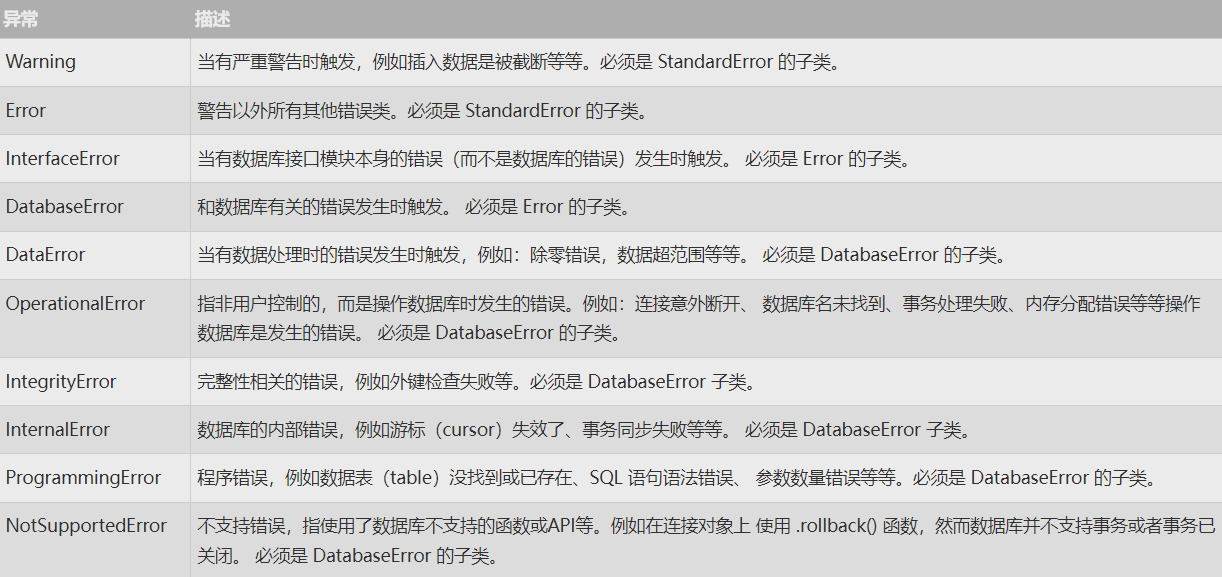 异常 描述
Warning 当有严重警告时触发，例如插入数据是被截断等等。必须是 StandardError 的子类。
Error 警告以外所有其他错误类。必须是 StandardError 的子类。
InterfaceError 当有数据库接口模块本身的错误（而不是数据库的错误）发生时触发。 必须是 Error 的子类。
DatabaseError 和数据库有关的错误发生时触发。 必须是 Error 的子类。
DataError 当有数据处理时的错误发生时触发，例如：除零错误，数据超范围等等。 必须是 DatabaseError 的子类。
OperationalError 指非用户控制的，而是操作数据库时发生的错误。例如：连接意外断开、 数据库名未找到、事务处理失败、内存分配错误等等操作
数据库是发生的错误。 必须是 DatabaseError 的子类。
IntegrityError 完整性相关的错误，例如外键检查失败等。必须是 DatabaseError 子类。
InternalError 数据库的内部错误，例如游标（cursor）失效了、事务同步失败等等。 必须是 DatabaseError 子类。
ProgrammingError 程序错误，例如数据表（table）没找到或已存在、SQL 语句语法错误、 参数数量错误等等。必须是 DatabaseError 的子类。
NotSupportedError 不支持错误，指使用了数据库不支持的函数或API等。例如在连接对象上 使用 .rollback() 函数，然而数据库并不支持事务或者事务已
关闭。 必须是 DatabaseError 的子类。